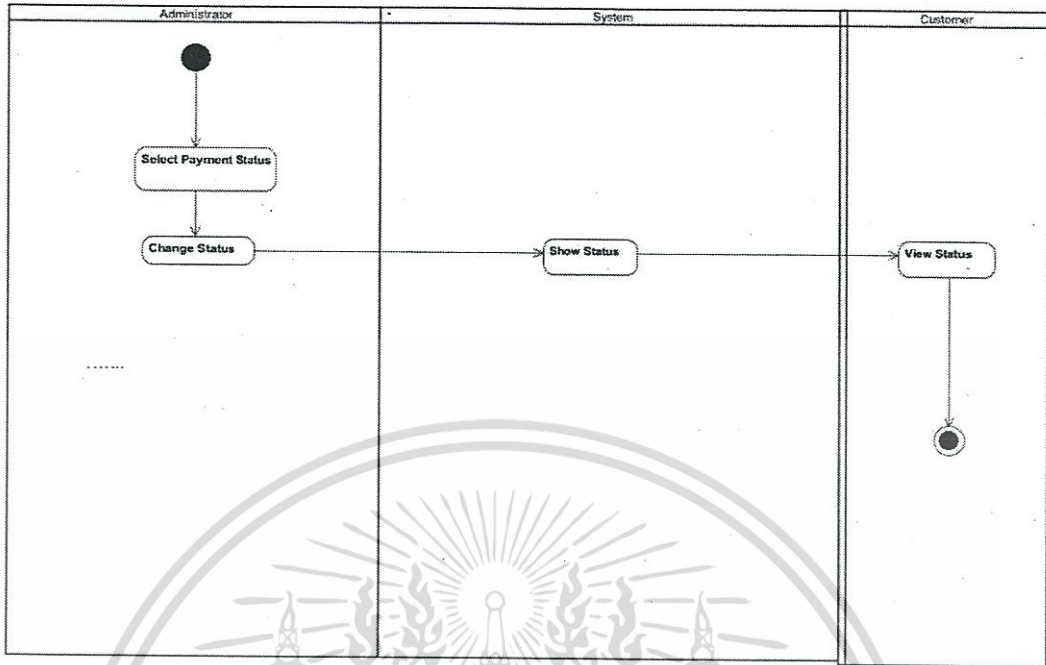 Administrator
System
Customer
Select Payment Status
Change Status
Show Status
View Status